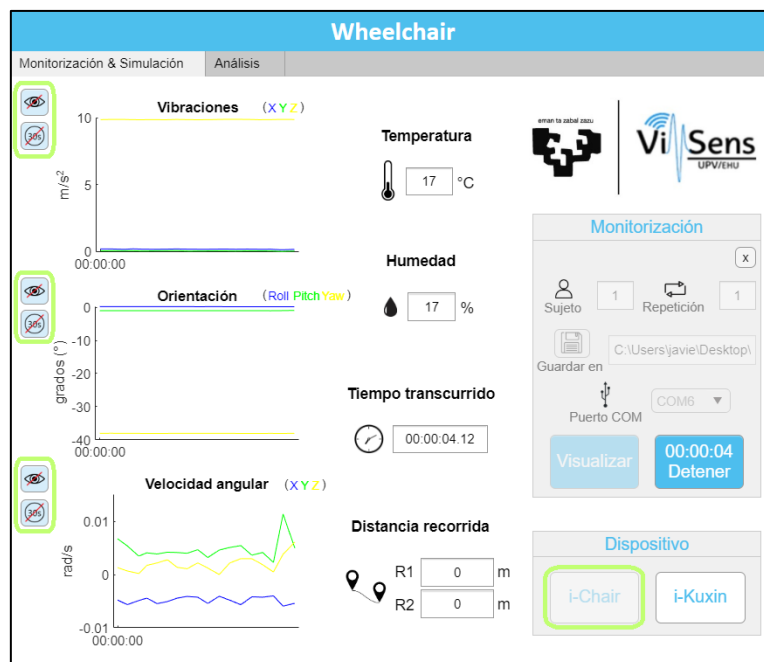 Wheelchair
Monitorización & Simulación
Análisis
30s
Vibraciones (X Y Z)
10
5
0
m/s²
00:00:00
30s
Orientación (Roll Pitch Yaw)
0
-10
-20
-30
-40
grados (°)
00:00:00
30s
Velocidad angular (X Y Z)
0.01
0
-0.01
rad/s
00:00:00
Temperatura
17 °C
Humedad
17 %
Tiempo transcurrido
00:00:04.12
Distancia recorrida
R1 0 m
R2 0 m
eman ta zabal zazu
ViSens
UPV/EHU
Monitorización
x
Sujeto 1 Repetición 1
Guardar en C:\Users\javie\Desktop\
Puerto COM COM6
Visualizar
00:00:04
Detener
Dispositivo
i-Chair
i-Kuxin